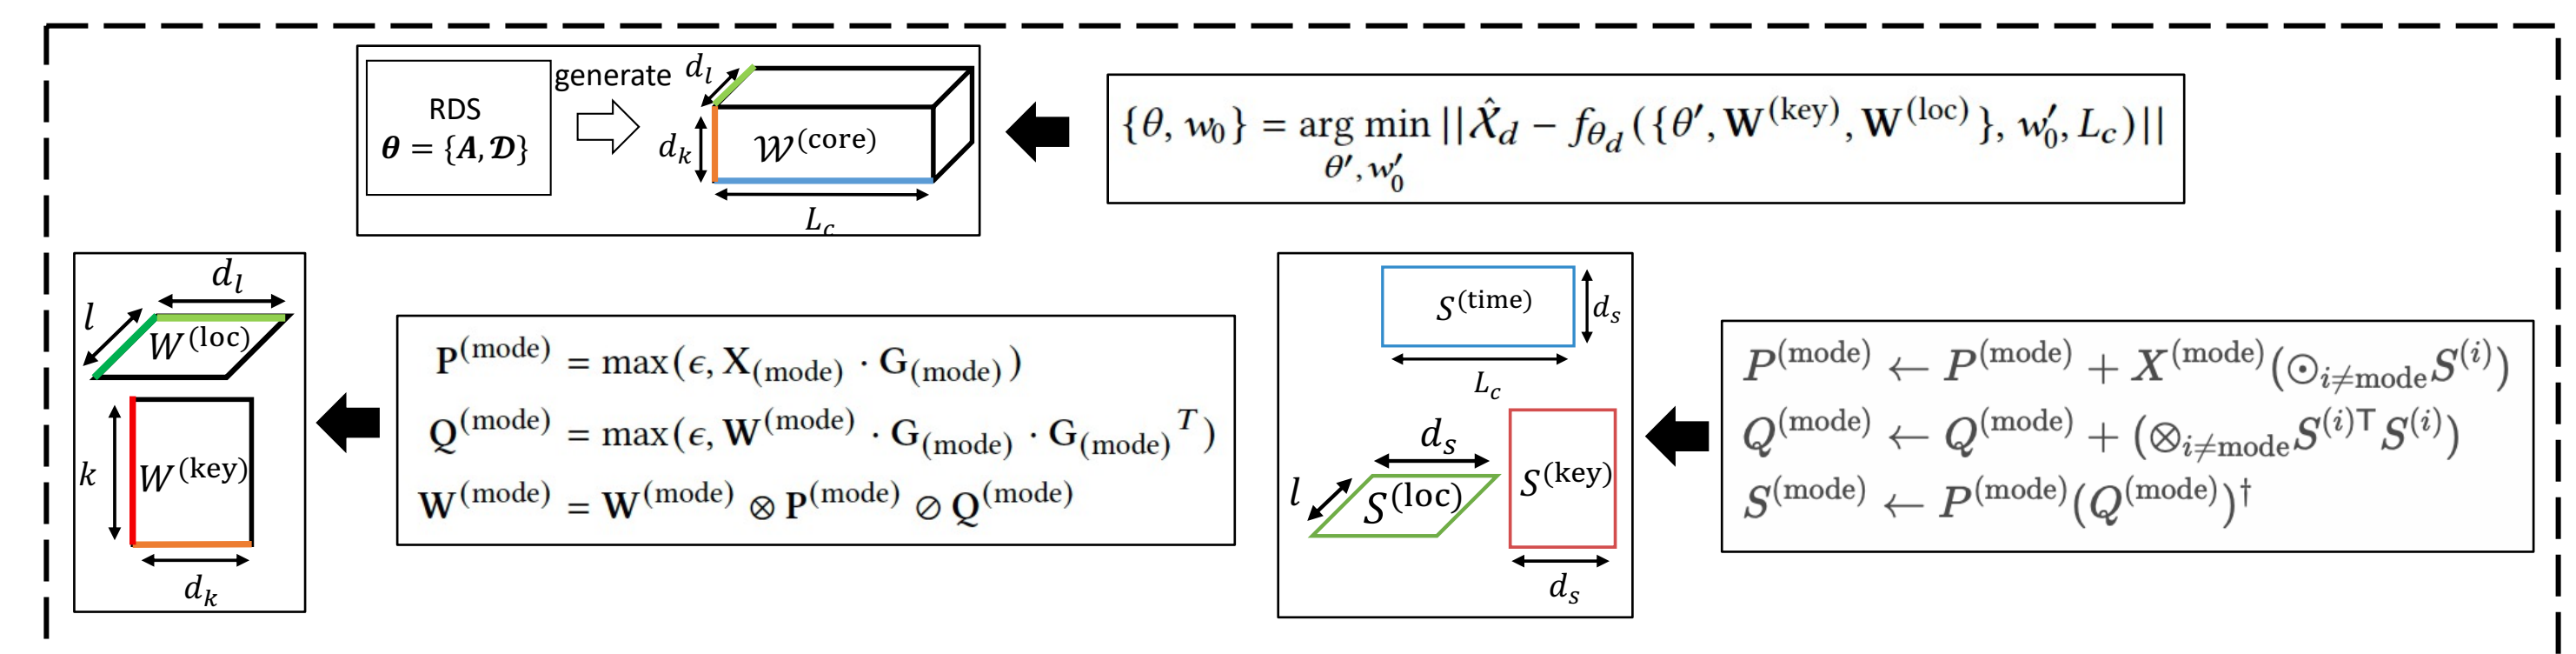 generate
RDS
𝜽 = {𝑨, 𝓓}
d_l
d_k
𝒲^(core)
L_c
{θ, w_0} = arg min_{θ′, w′_0} ||X̂_d − f_{θ_d}({θ′, W^(key), W^(loc)}, w′_0, L_c)||
d_l
l
W^(loc)
k
W^(key)
d_k
P^(mode) = max(ϵ, X_(mode) · G_(mode))
Q^(mode) = max(ϵ, W^(mode) · G_(mode) · G_(mode)^T)
W^(mode) = W^(mode) ⊗ P^(mode) ⊘ Q^(mode)
S^(time)
d_s
L_c
d_s
l
S^(loc)
S^(key)
d_s
P^(mode) ← P^(mode) + X^(mode)(⊙_{i≠mode} S^(i))
Q^(mode) ← Q^(mode) + (⊗_{i≠mode} S^(i)⊤ S^(i))
S^(mode) ← P^(mode)(Q^(mode))^†